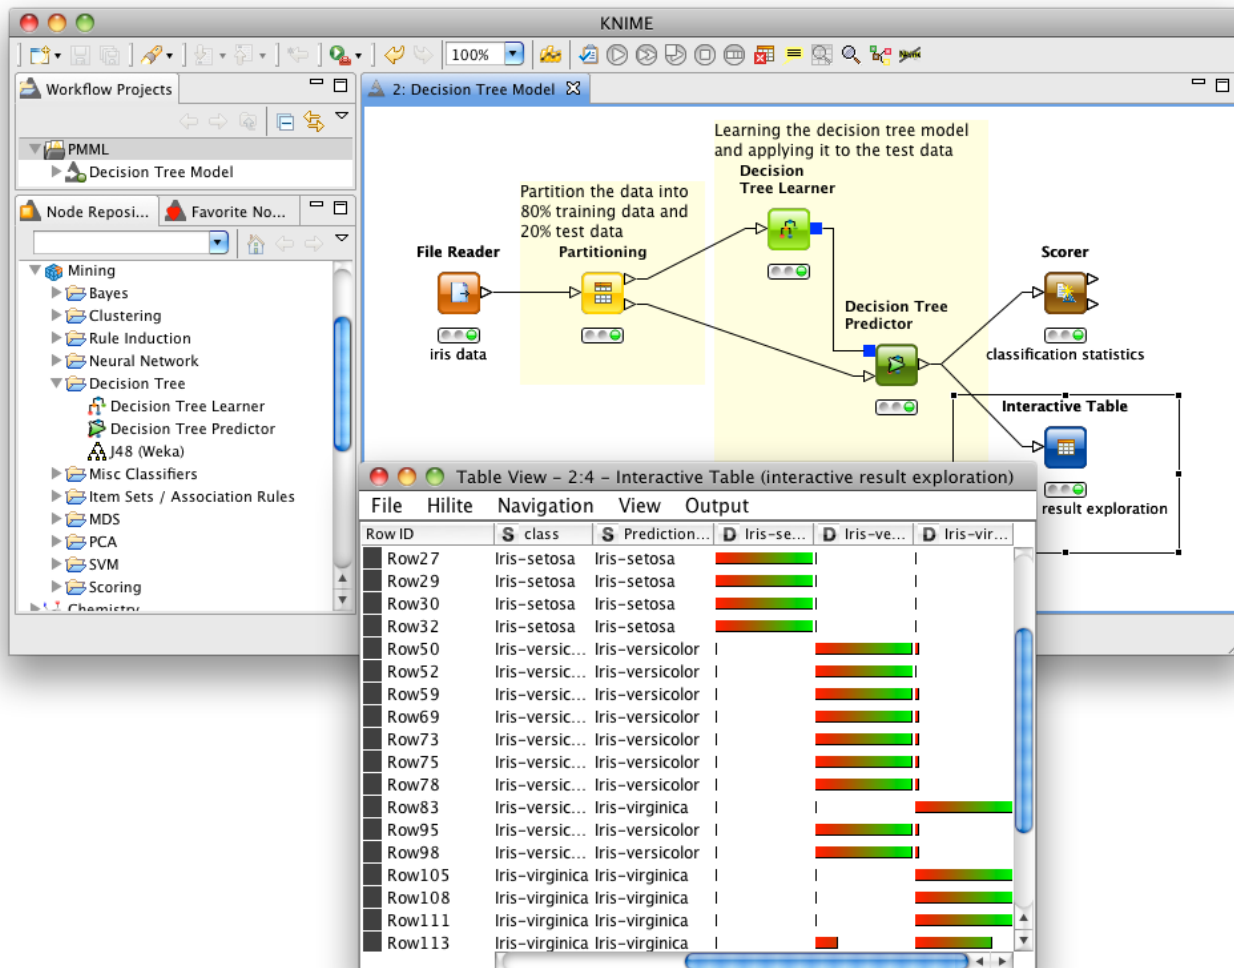 KNIME
100%
Workflow Projects
PMML
Decision Tree Model
Node Reposi...
Favorite No...
Mining
Bayes
Clustering
Rule Induction
Neural Network
Decision Tree
Decision Tree Learner
Decision Tree Predictor
J48 (Weka)
Misc Classifiers
Item Sets / Association Rules
MDS
PCA
SVM
Scoring
Chemistry
2: Decision Tree Model
Learning the decision tree model
and applying it to the test data
Decision
Tree Learner
Partition the data into
80% training data and
20% test data
File Reader
Partitioning
iris data
Decision Tree
Predictor
Scorer
classification statistics
Interactive Table
result exploration
Table View - 2:4 - Interactive Table (interactive result exploration)
File Hilite Navigation View Output
Row ID S class S Prediction... D Iris-se... D Iris-ve... D Iris-vir...
Row27 Iris-setosa Iris-setosa
Row29 Iris-setosa Iris-setosa
Row30 Iris-setosa Iris-setosa
Row32 Iris-setosa Iris-setosa
Row50 Iris-versic... Iris-versicolor
Row52 Iris-versic... Iris-versicolor
Row59 Iris-versic... Iris-versicolor
Row69 Iris-versic... Iris-versicolor
Row73 Iris-versic... Iris-versicolor
Row75 Iris-versic... Iris-versicolor
Row78 Iris-versic... Iris-versicolor
Row83 Iris-versic... Iris-virginica
Row95 Iris-versic... Iris-versicolor
Row98 Iris-versic... Iris-versicolor
Row105 Iris-virginica Iris-virginica
Row108 Iris-virginica Iris-virginica
Row111 Iris-virginica Iris-virginica
Row113 Iris-virginica Iris-virginica